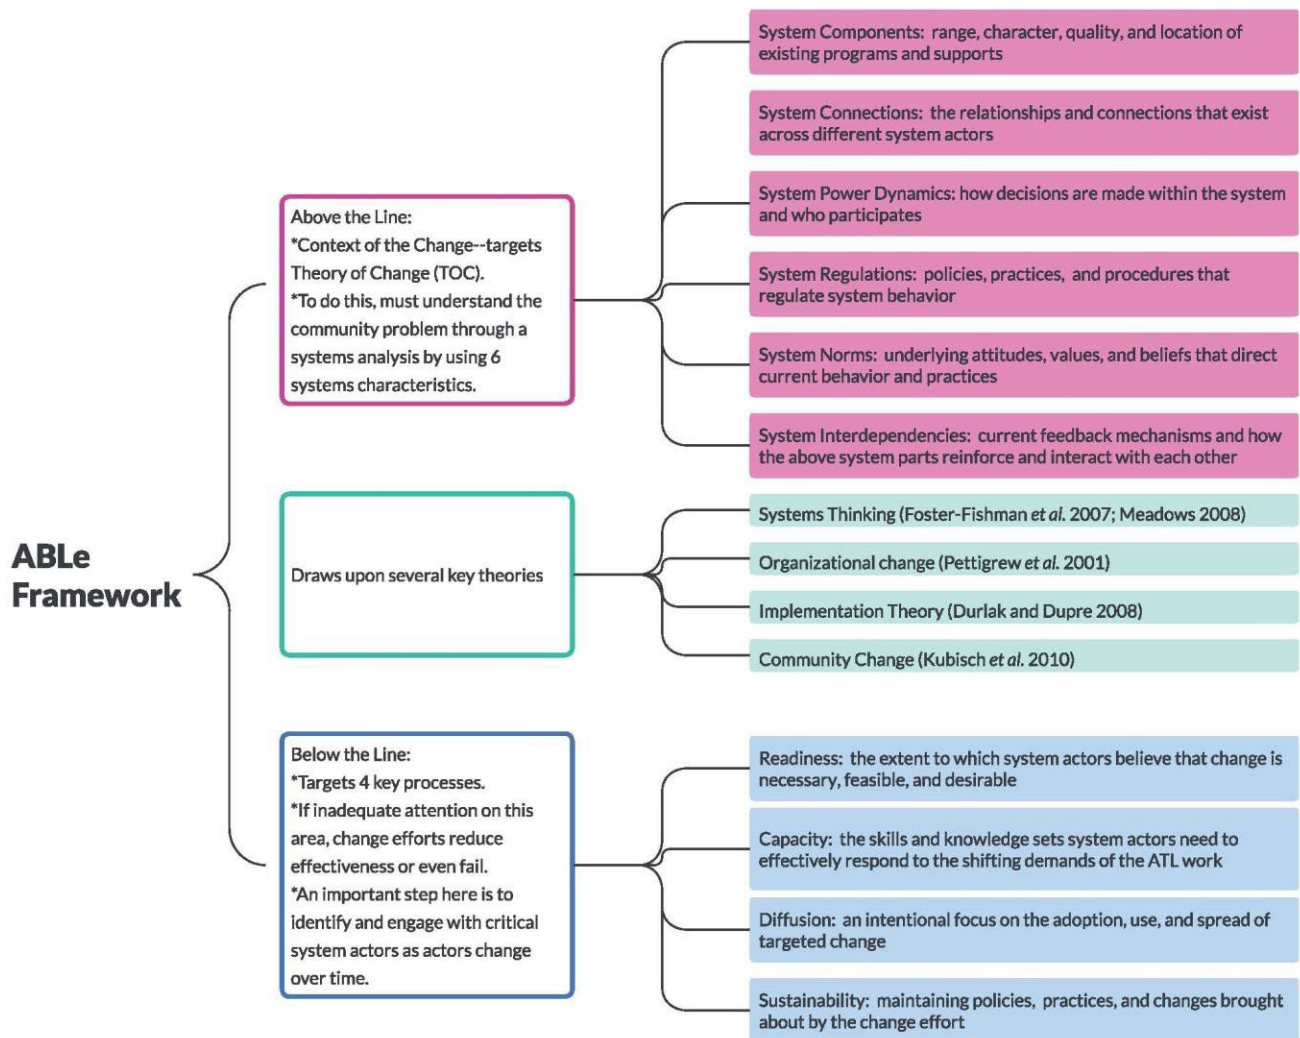 ABLe
Framework
Above the Line:
*Context of the Change--targets
Theory of Change (TOC).
*To do this, must understand the
community problem through a
systems analysis by using 6
systems characteristics.
System Components: range, character, quality, and location of
existing programs and supports
System Connections: the relationships and connections that exist
across different system actors
System Power Dynamics: how decisions are made within the system
and who participates
System Regulations: policies, practices, and procedures that
regulate system behavior
System Norms: underlying attitudes, values, and beliefs that direct
current behavior and practices
System Interdependencies: current feedback mechanisms and how
the above system parts reinforce and interact with each other
Draws upon several key theories
Systems Thinking (Foster-Fishman et al. 2007; Meadows 2008)
Organizational change (Pettigrew et al. 2001)
Implementation Theory (Durlak and Dupre 2008)
Community Change (Kubisch et al. 2010)
Below the Line:
*Targets 4 key processes.
*If inadequate attention on this
area, change efforts reduce
effectiveness or even fail.
*An important step here is to
identify and engage with critical
system actors as actors change
over time.
Readiness: the extent to which system actors believe that change is
necessary, feasible, and desirable
Capacity: the skills and knowledge sets system actors need to
effectively respond to the shifting demands of the ATL work
Diffusion: an intentional focus on the adoption, use, and spread of
targeted change
Sustainability: maintaining policies, practices, and changes brought
about by the change effort